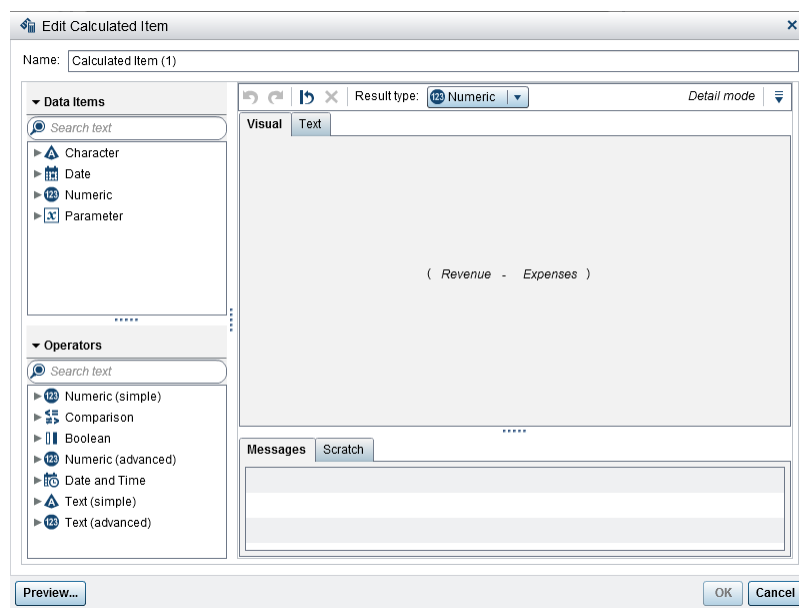 Edit Calculated Item
Name: Calculated Item (1)
Data Items
Search text
Character
Date
Numeric
Parameter
Operators
Search text
Numeric (simple)
Comparison
Boolean
Numeric (advanced)
Date and Time
Text (simple)
Text (advanced)
Result type: Numeric Detail mode
Visual Text
( Revenue - Expenses )
Messages Scratch
Preview... OK Cancel